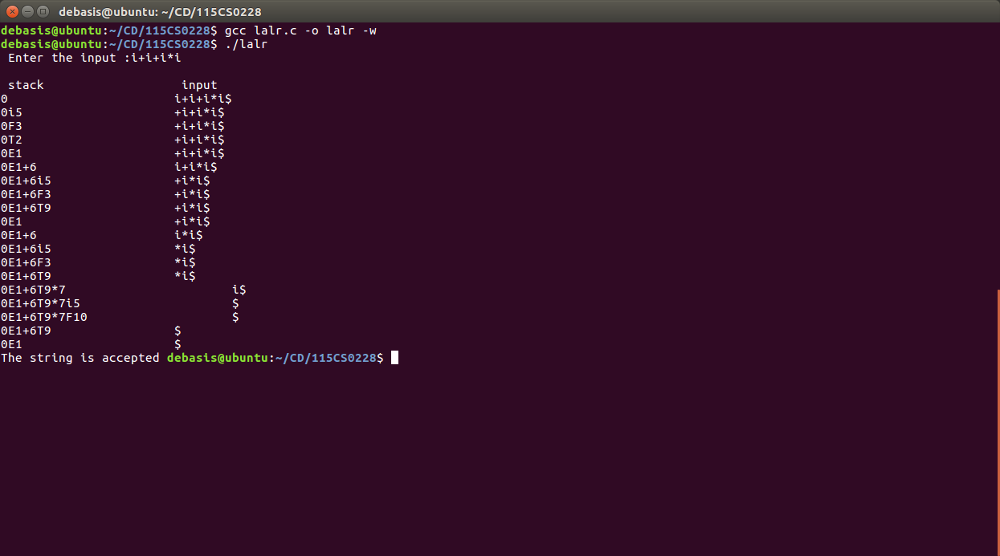 debasis@ubuntu: ~/CD/115CS0228
debasis@ubuntu:~/CD/115CS0228$ gcc lalr.c -o lalr -w
debasis@ubuntu:~/CD/115CS0228$ ./lalr
 Enter the input :i+i+i*i

 stack                   input
0                       i+i+i*i$
0i5                     +i+i*i$
0F3                     +i+i*i$
0T2                     +i+i*i$
0E1                     +i+i*i$
0E1+6                   i+i*i$
0E1+6i5                 +i*i$
0E1+6F3                 +i*i$
0E1+6T9                 +i*i$
0E1                     +i*i$
0E1+6                   i*i$
0E1+6i5                 *i$
0E1+6F3                 *i$
0E1+6T9                 *i$
0E1+6T9*7                       i$
0E1+6T9*7i5                     $
0E1+6T9*7F10                    $
0E1+6T9                 $
0E1                     $
The string is accepted debasis@ubuntu:~/CD/115CS0228$